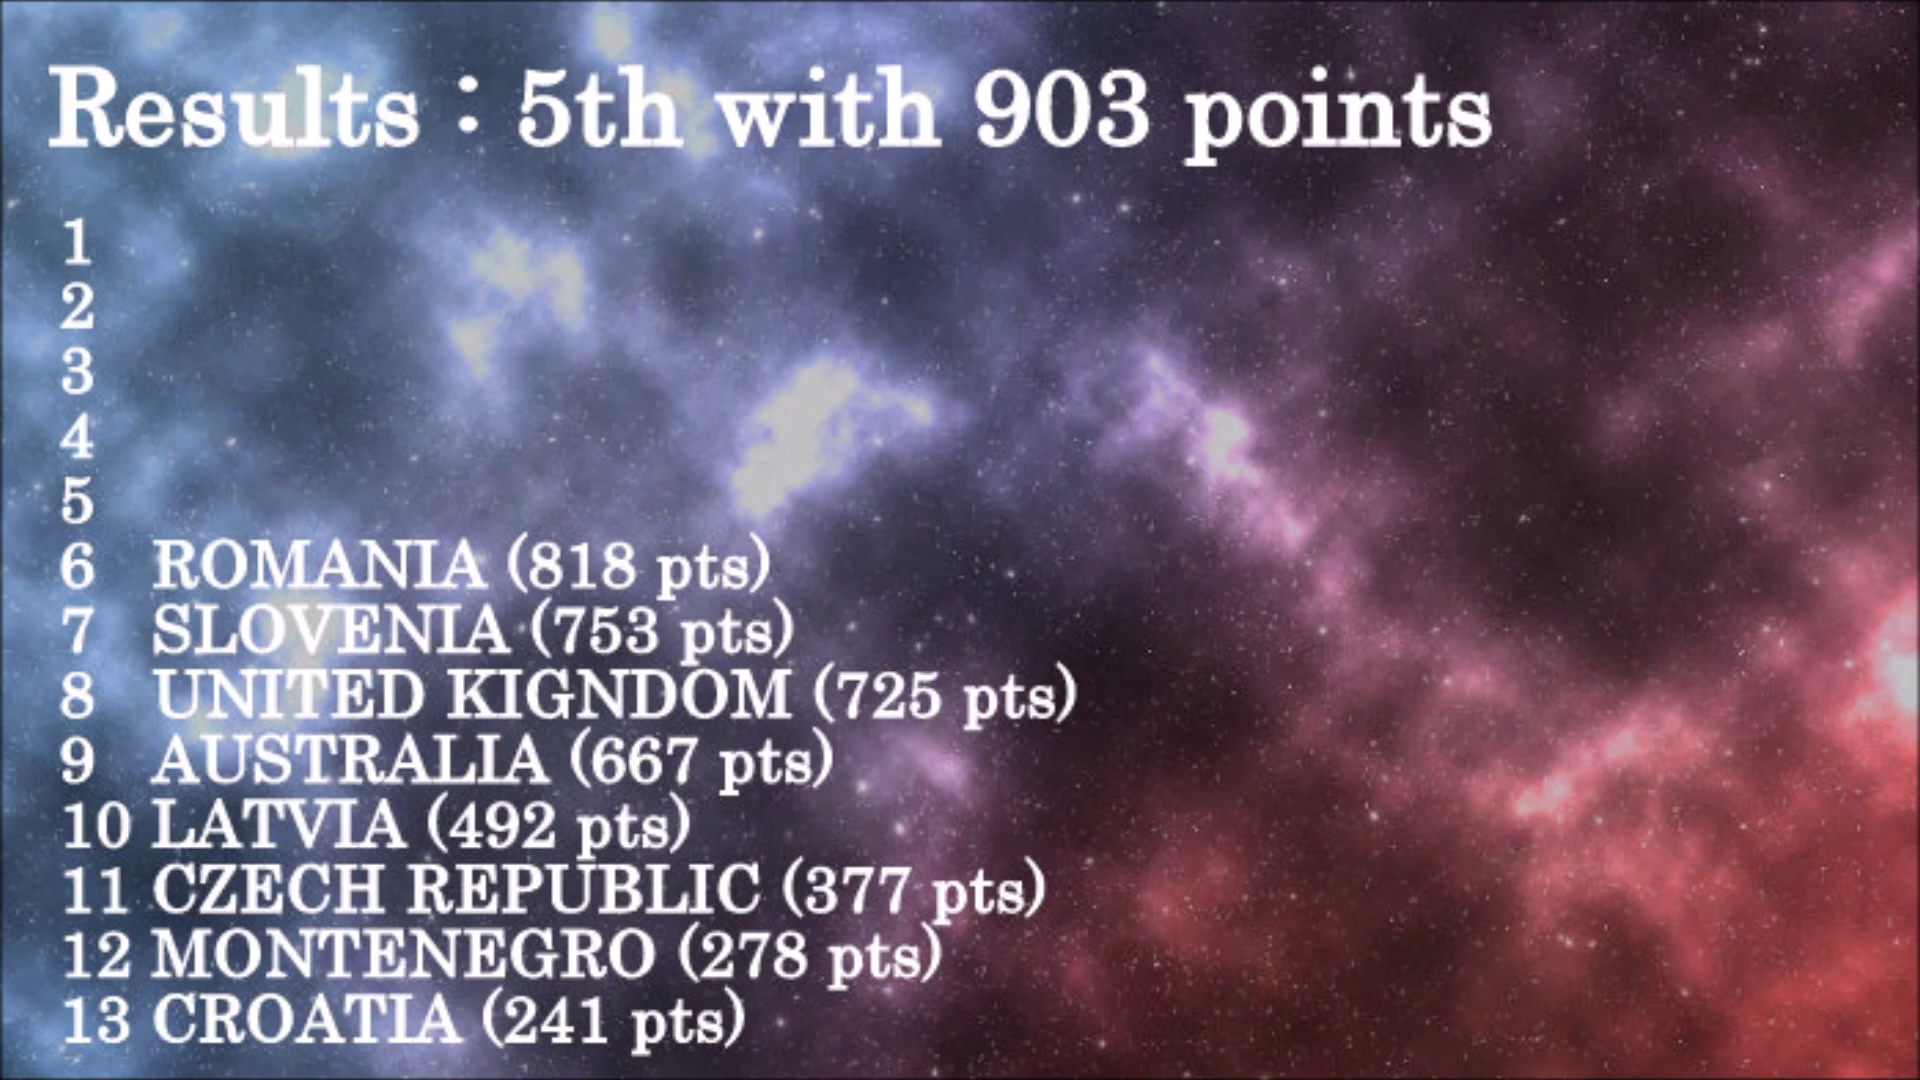 Results : 5th with 903 points
1
2
3
4
5
6 ROMANIA (818 pts)
7 SLOVENIA (753 pts)
8 UNITED KIGNDOM (725 pts)
9 AUSTRALIA (667 pts)
10 LATVIA (492 pts)
11 CZECH REPUBLIC (377 pts)
12 MONTENEGRO (278 pts)
13 CROATIA (241 pts)